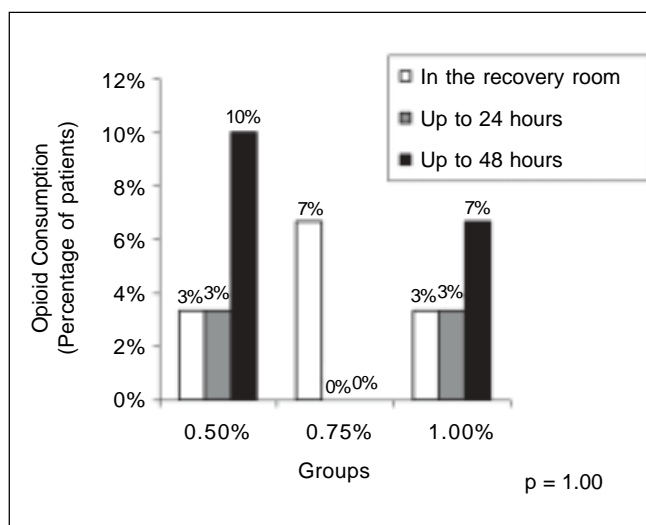 Opioid Consumption
(Percentage of patients)
12%
10%
8%
6%
4%
2%
0%
In the recovery room
Up to 24 hours
Up to 48 hours
3%
3%
10%
7%
0%
0%
3%
3%
7%
0.50%
0.75%
1.00%
Groups
p = 1.00